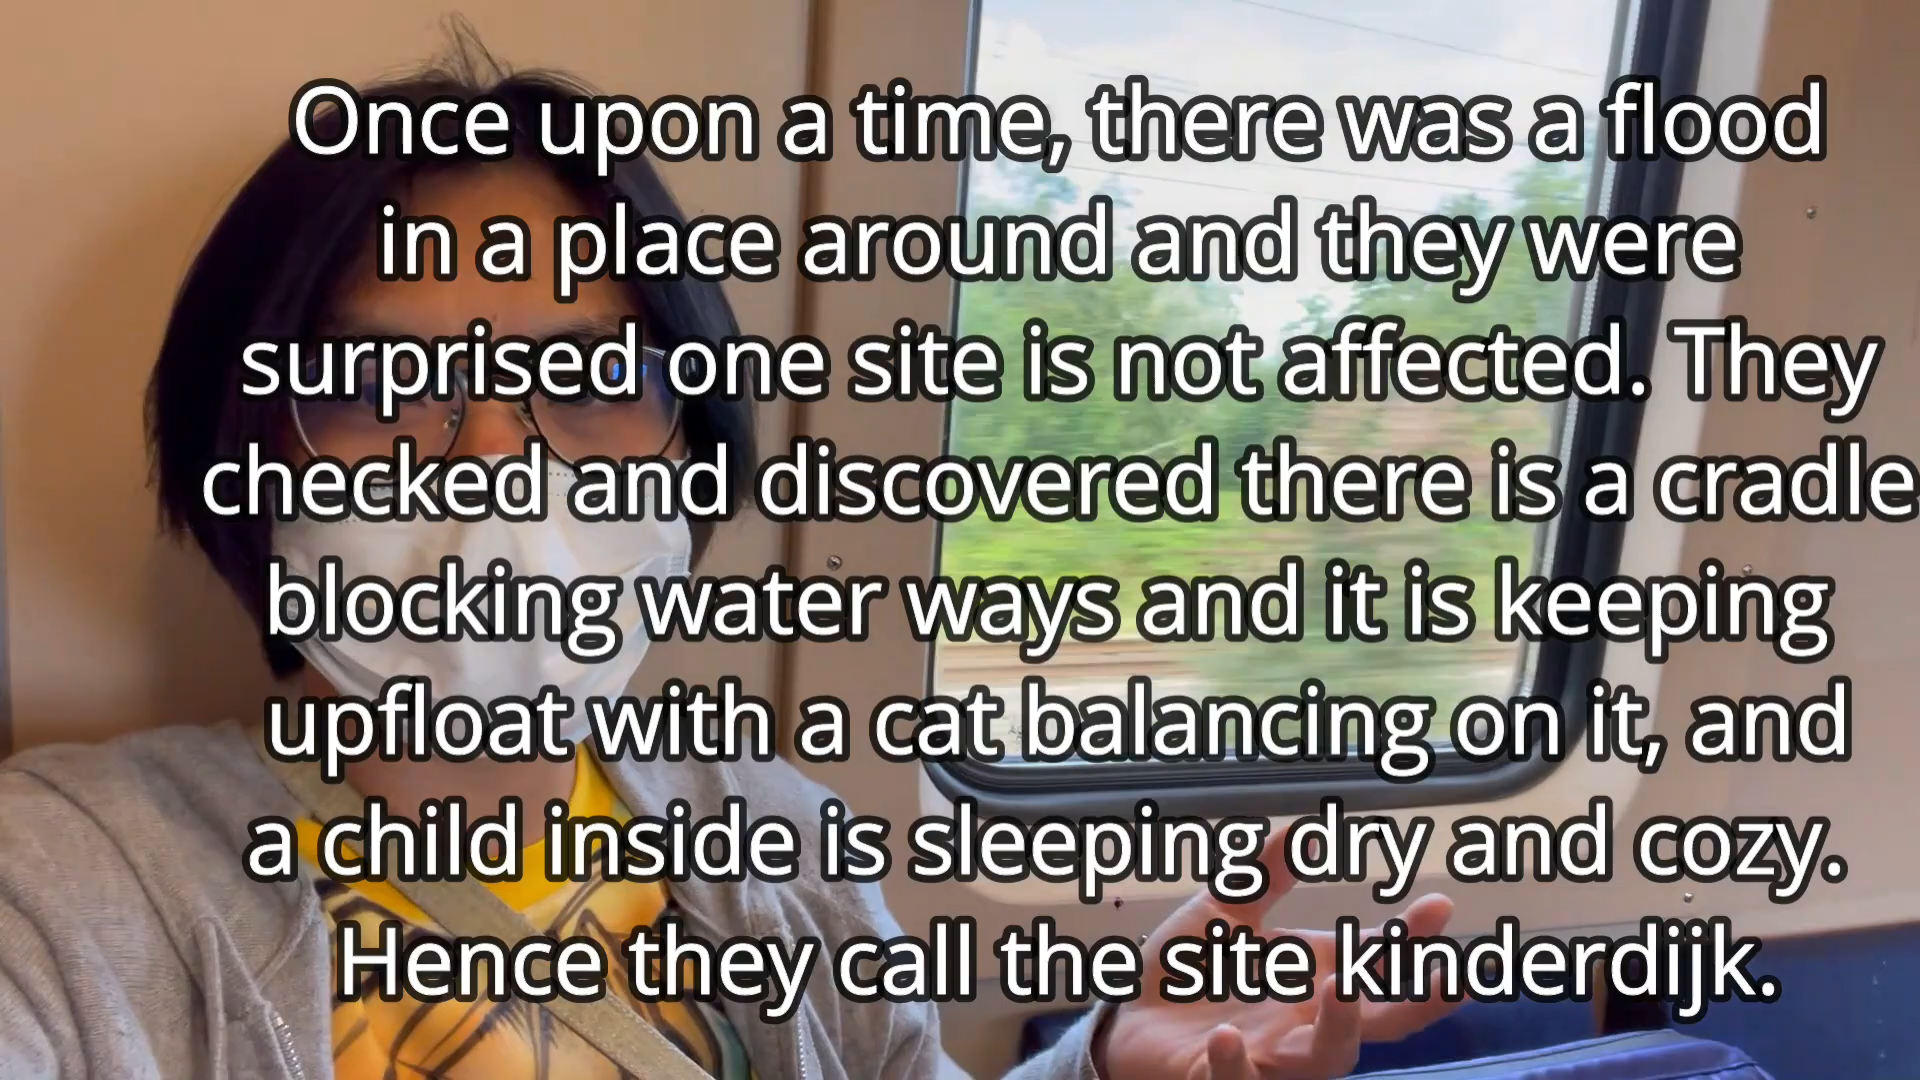 Once upon a time, there was a flood
in a place around and they were
surprised one site is not affected. They
checked and discovered there is a cradle
blocking water ways and it is keeping
upfloat with a cat balancing on it, and
a child inside is sleeping dry and cozy.
Hence they call the site kinderdijk.